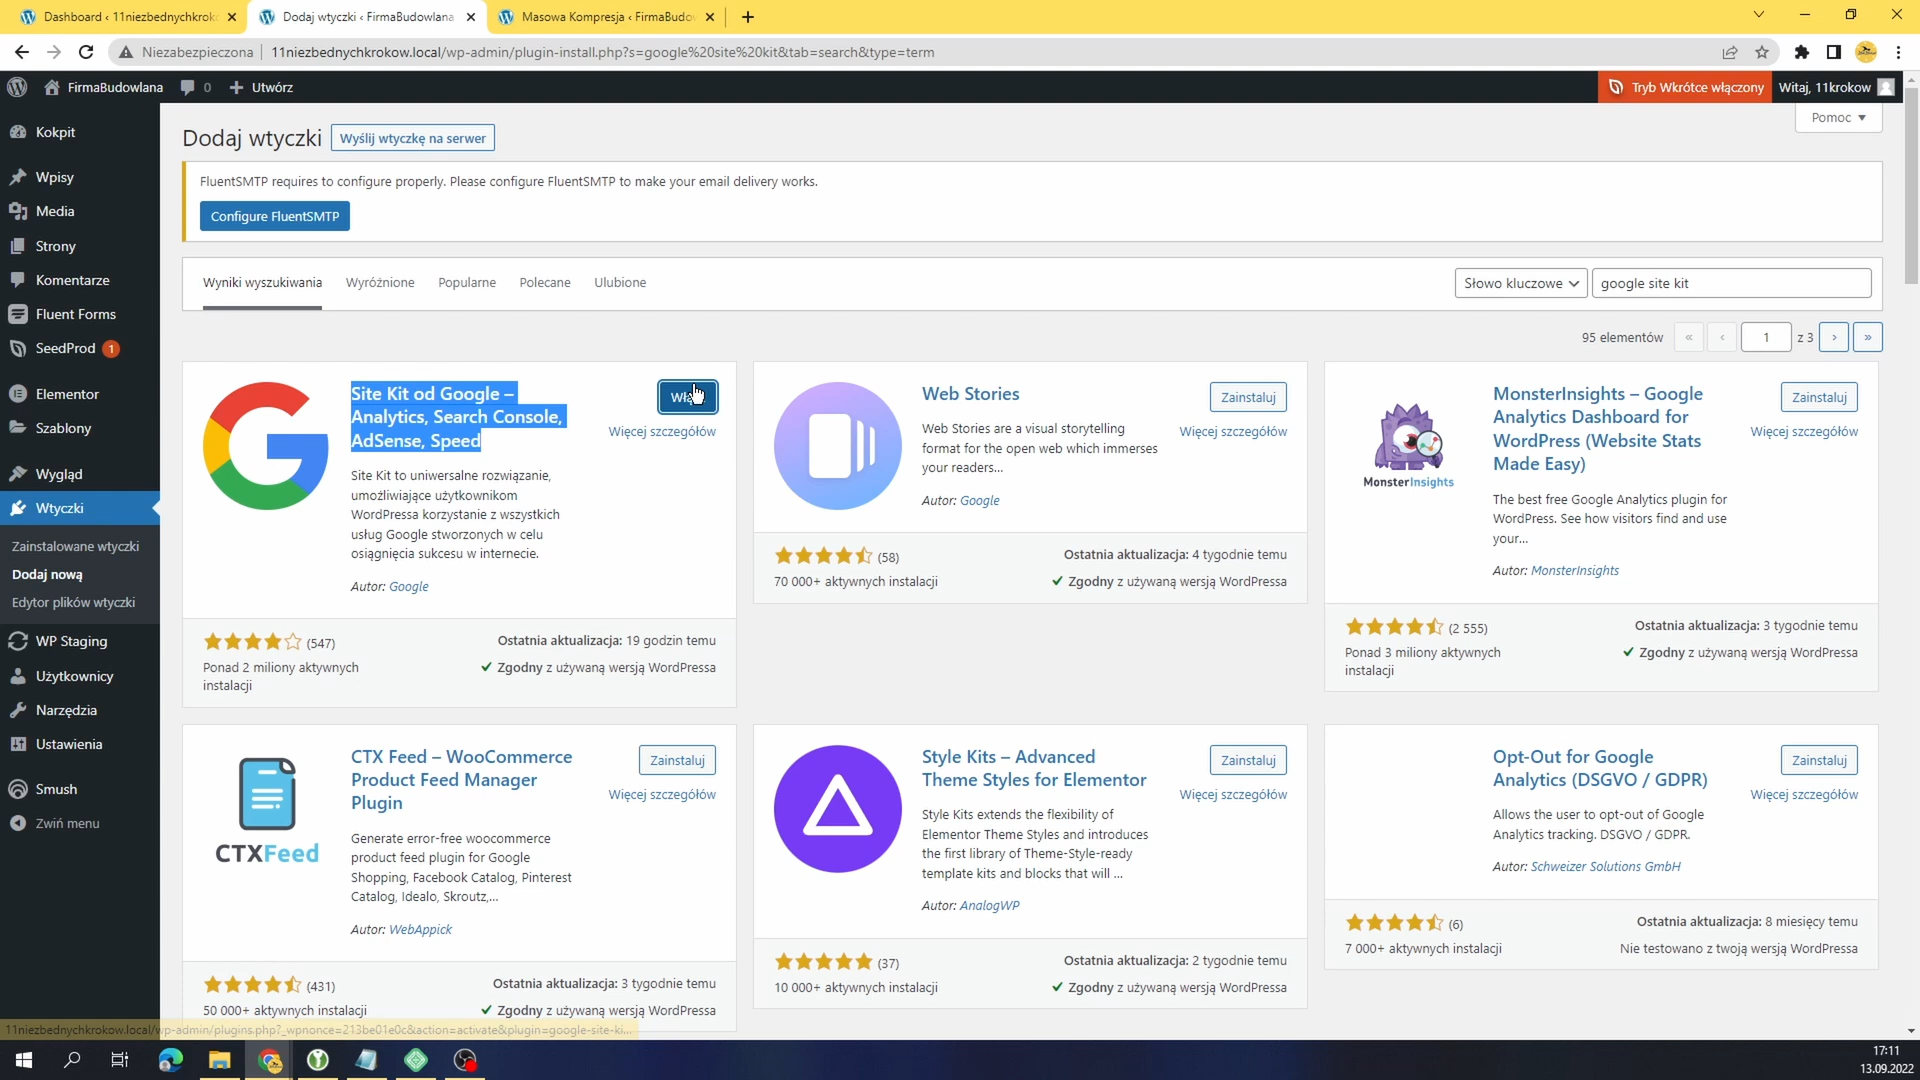 Dashboard ‹ 11niezbednychkrok
Dodaj wtyczki ‹ FirmaBudowlana
Masowa Kompresja ‹ FirmaBudo
Niezabezpieczona
11niezbednychkrokow.local/wp-admin/plugin-install.php?s=google%20site%20kit&tab=search&type=term
FirmaBudowlana
0
Utwórz
Tryb Wkrótce włączony
Witaj, 11krokow
Kokpit
Wpisy
Media
Strony
Komentarze
Fluent Forms
SeedProd 1
Elementor
Szablony
Wygląd
Wtyczki
Zainstalowane wtyczki
Dodaj nową
Edytor plików wtyczki
WP Staging
Użytkownicy
Narzędzia
Ustawienia
Smush
Zwiń menu
Pomoc
Dodaj wtyczki
Wyślij wtyczkę na serwer
FluentSMTP requires to configure properly. Please configure FluentSMTP to make your email delivery works.
Configure FluentSMTP
Wyniki wyszukiwania
Wyróżnione
Popularne
Polecane
Ulubione
Słowo kluczowe
google site kit
95 elementów
«
‹
1
z 3
›
»
Site Kit od Google –
Analytics, Search Console,
AdSense, Speed
Więcej szczegółów
Site Kit to uniwersalne rozwiązanie,
umożliwiające użytkownikom
WordPressa korzystanie z wszystkich
usług Google stworzonych w celu
osiągnięcia sukcesu w internecie.
Autor: Google
(547)
Ostatnia aktualizacja: 19 godzin temu
Ponad 2 miliony aktywnych
instalacji
Zgodny z używaną wersją WordPressa
Web Stories
Zainstaluj
Więcej szczegółów
Web Stories are a visual storytelling
format for the open web which immerses
your readers...
Autor: Google
(58)
Ostatnia aktualizacja: 4 tygodnie temu
70 000+ aktywnych instalacji
Zgodny z używaną wersją WordPressa
MonsterInsights
MonsterInsights – Google
Analytics Dashboard for
WordPress (Website Stats
Made Easy)
Zainstaluj
Więcej szczegółów
The best free Google Analytics plugin for
WordPress. See how visitors find and use
your...
Autor: MonsterInsights
(2 555)
Ostatnia aktualizacja: 3 tygodnie temu
Ponad 3 miliony aktywnych
instalacji
Zgodny z używaną wersją WordPressa
CTXFeed
CTX Feed – WooCommerce
Product Feed Manager
Plugin
Zainstaluj
Więcej szczegółów
Generate error-free woocommerce
product feed plugin for Google
Shopping, Facebook Catalog, Pinterest
Catalog, Idealo, Skroutz,...
Autor: WebAppick
(431)
Ostatnia aktualizacja: 3 tygodnie temu
50 000+ aktywnych instalacji
Zgodny z używaną wersją WordPressa
Style Kits – Advanced
Theme Styles for Elementor
Zainstaluj
Więcej szczegółów
Style Kits extends the flexibility of
Elementor Theme Styles and introduces
the first library of Theme-Style-ready
template kits and blocks that will ...
Autor: AnalogWP
(37)
Ostatnia aktualizacja: 2 tygodnie temu
10 000+ aktywnych instalacji
Zgodny z używaną wersją WordPressa
Opt-Out for Google
Analytics (DSGVO / GDPR)
Zainstaluj
Więcej szczegółów
Allows the user to opt-out of Google
Analytics tracking. DSGVO / GDPR.
Autor: Schweizer Solutions GmbH
(6)
Ostatnia aktualizacja: 8 miesięcy temu
7 000+ aktywnych instalacji
Nie testowano z twoją wersją WordPressa
11niezbednychkrokow.local/wp-admin/plugins.php?_wpnonce=213be01e0c&action=activate&plugin=google-site-ki...
17:11
13.09.2022